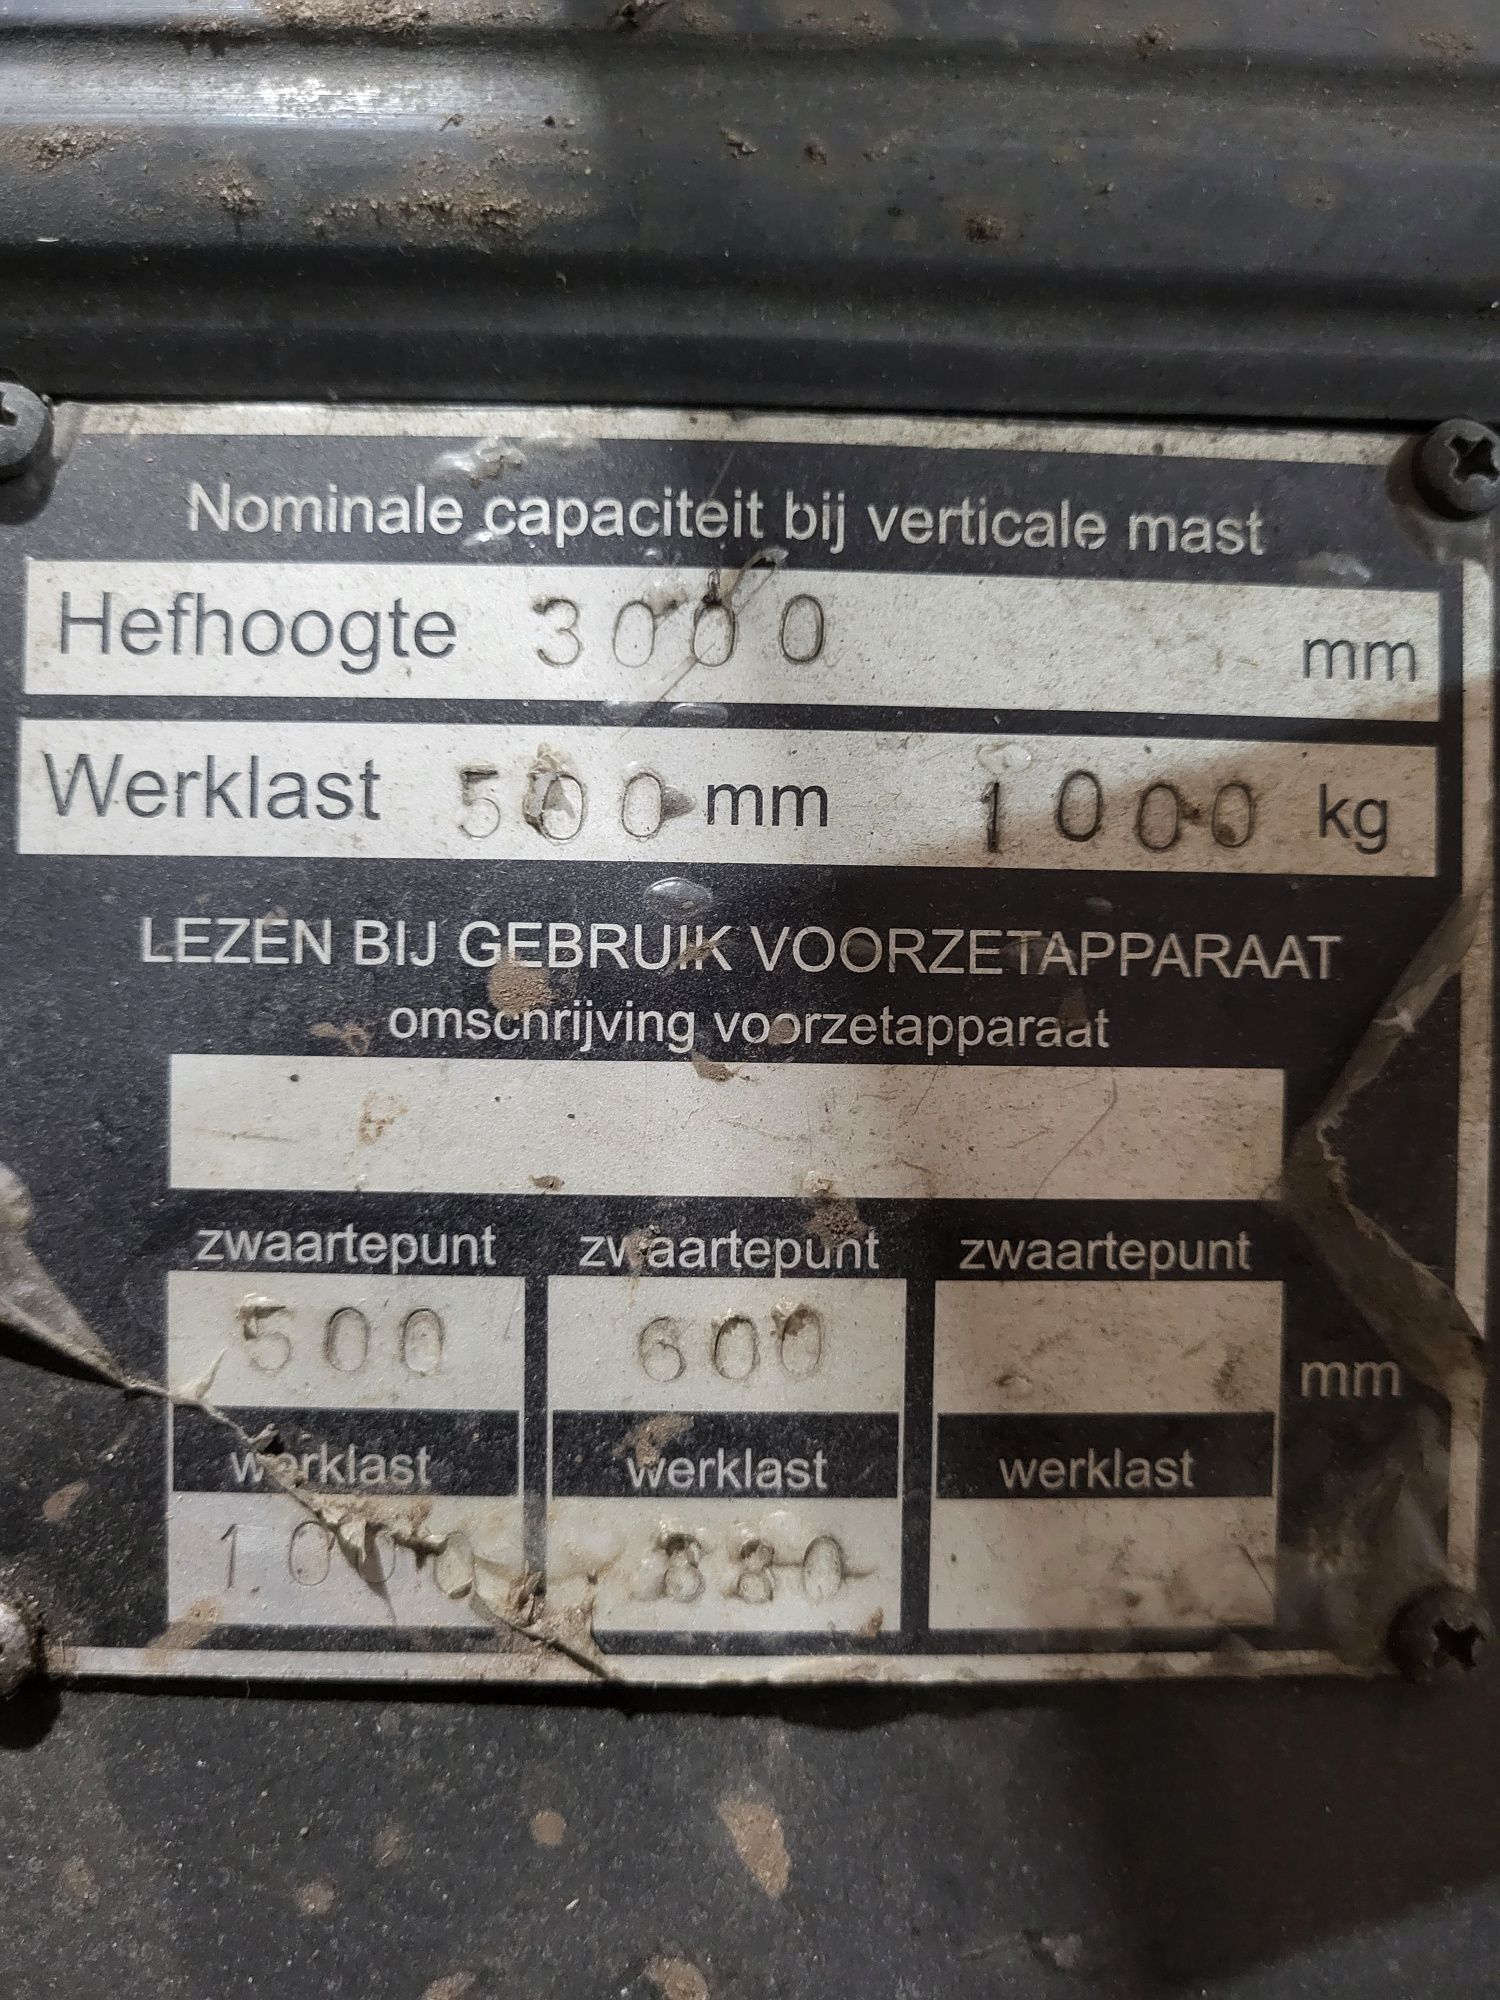 Nominale capaciteit bij verticale mast
Hefhoogte 3000 mm
Werklast 500 mm 1000 kg
LEZEN BIJ GEBRUIK VOORZETAPPARAAT
omschrijving voorzetapparaat
zwaartepunt zwaartepunt zwaartepunt
500 600 mm
werklast werklast werklast
1000 880 kg